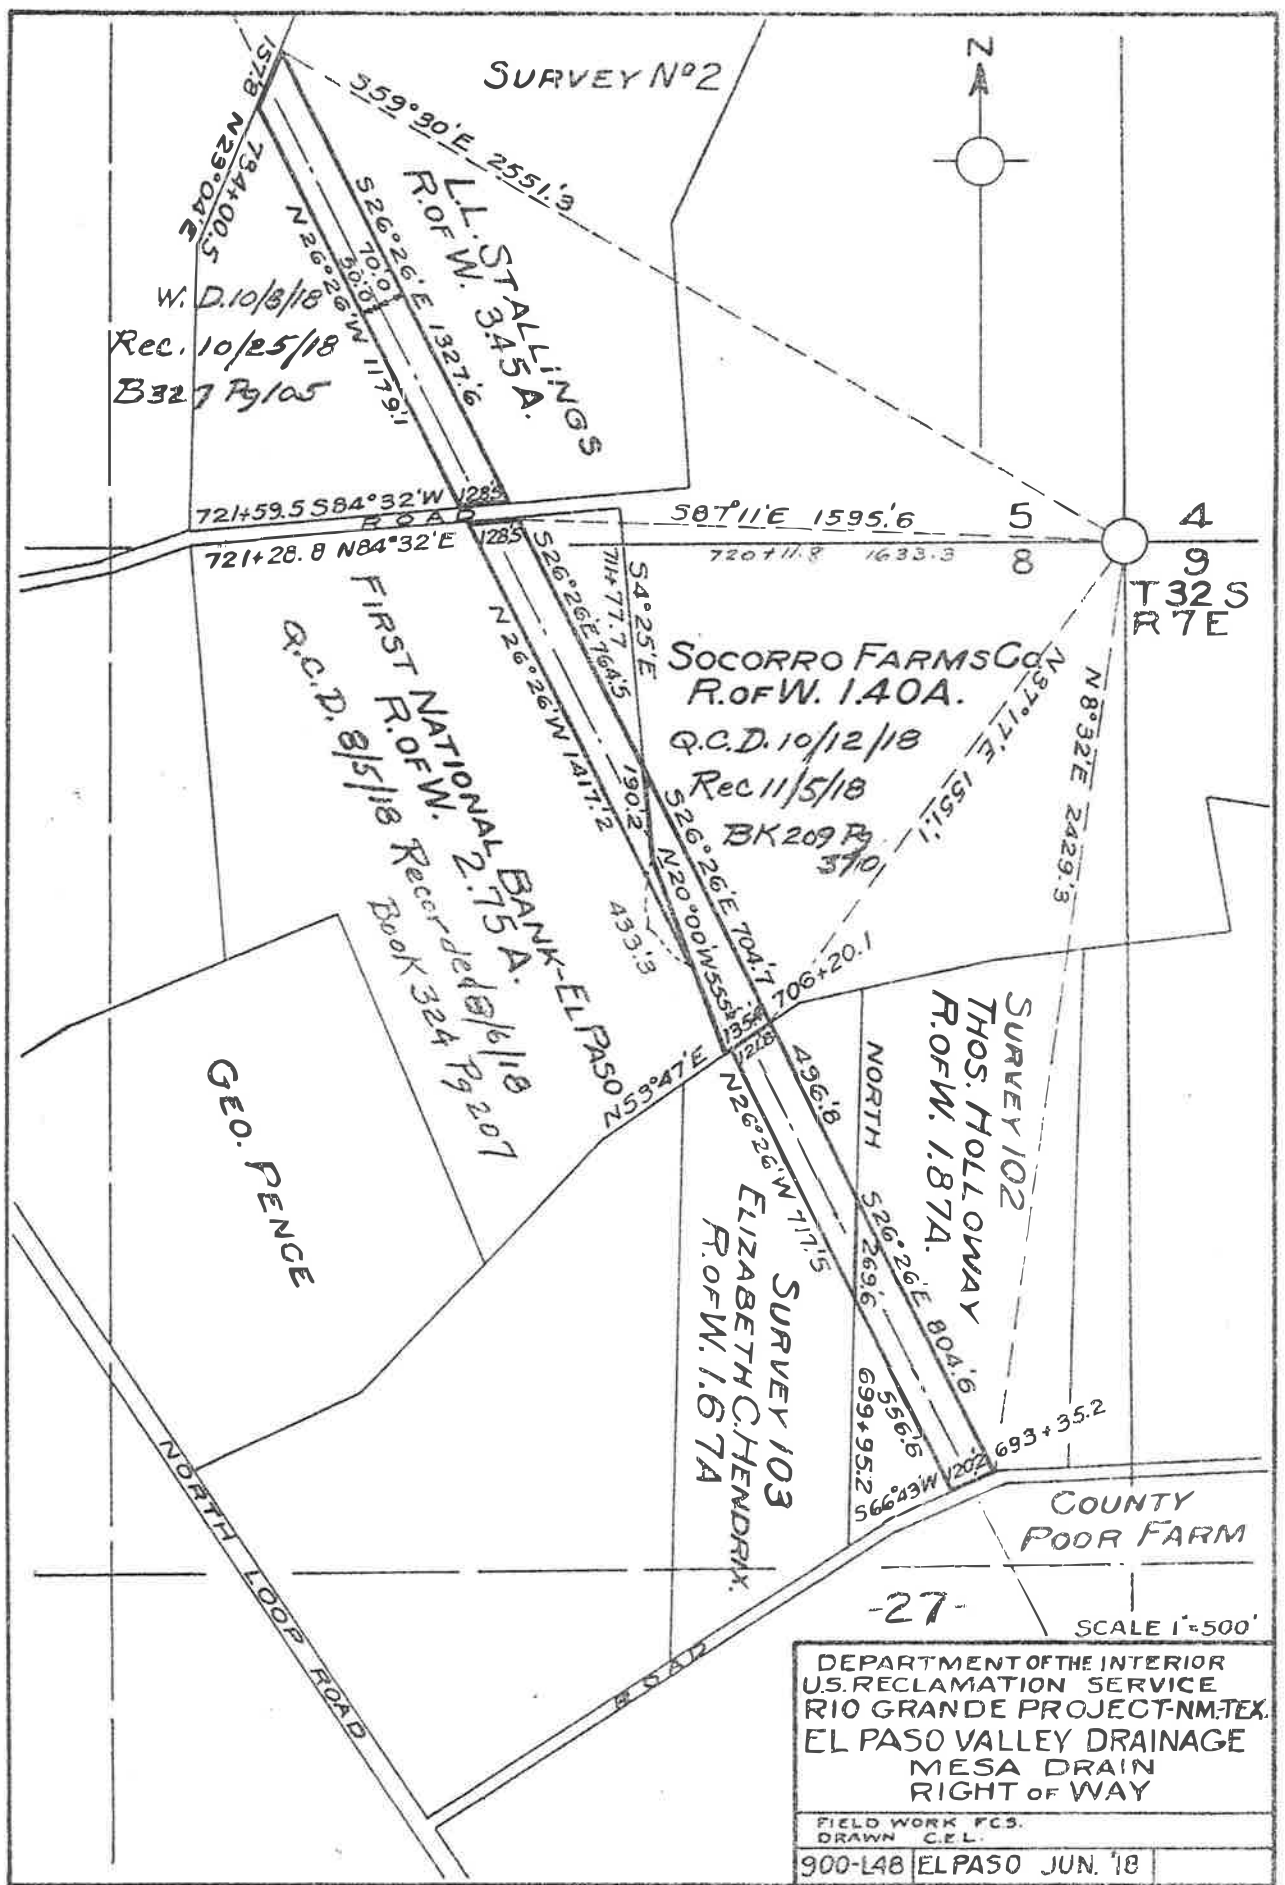 SURVEY Nº2
N
157.8 N29°04'E
734+00.5
S59°30'E 2551.'3
L.L. STALLINGS
R.OF W. 3.45 A.
S26°26'E 1327.'6
70.0
50.0
N26°26'W 1179.'1
W. D. 10/8/18
Rec. 10/25/18
B327 Pg 105
721+59.5 S84°32'W 128.5
ROAD
721+28.8 N84°32'E 128.5
S87°11'E 1595.'6
720+11.8 1633.3
5 4
8 9
T32 S
R7E
S4°25'E
711+77.7
S26°26'E 764.5
N26°26'W 1417.'2
FIRST NATIONAL BANK-EL PASO
R.OF W. 2.75 A.
Q.C.D. 8/5/18 Recorded 8/6/18
Book 324 Pg 207
SOCORRO FARMS Co.
R.OF W. 1.40A.
Q.C.D. 10/12/18
Rec 11/5/18
BK 209 Pg
370
N37°17'E 1551.'1
N8°32'E 2429.'3
190.'2
S26°26'E 704.'7
N20°00'W 555.'4
433.'3
135.'4
706+20.1
121.8
N53°47'E
GEO. PENCE
496.'8
NORTH
SURVEY 102
THOS. HOLLOWAY
R.OF W. 1.87A.
N26°26'W 717.'5
S26°26'E 804.'6
269.'6
SURVEY 103
ELIZABETH C. HENDRIX.
R.OF W. 1.67A
556.'6
699+95.2
S66°43'W 120.'2
693+35.2
COUNTY
POOR FARM
NORTH LOOP ROAD
ROAD
-27-
SCALE 1"=500'
DEPARTMENT OF THE INTERIOR
U.S. RECLAMATION SERVICE
RIO GRANDE PROJECT-NM.-TEX.
EL PASO VALLEY DRAINAGE
MESA DRAIN
RIGHT OF WAY
FIELD WORK F.C.S.
DRAWN C.E.L.
900-L48 EL PASO JUN. '18